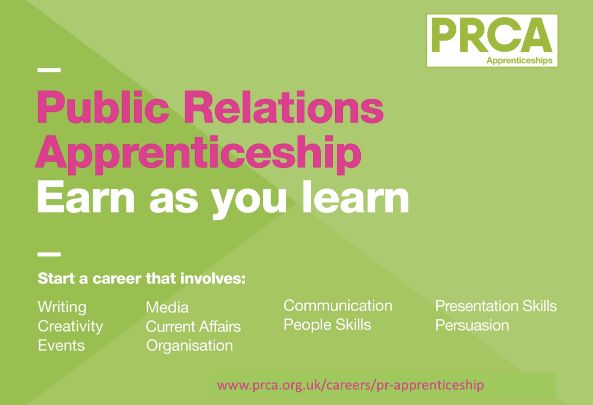 PRCA
Apprenticeships
Public Relations
Apprenticeship
Earn as you learn
Start a career that involves:
Writing
Creativity
Events
Media
Current Affairs
Organisation
Communication
People Skills
Presentation Skills
Persuasion
www.prca.org.uk/careers/pr-apprenticeship